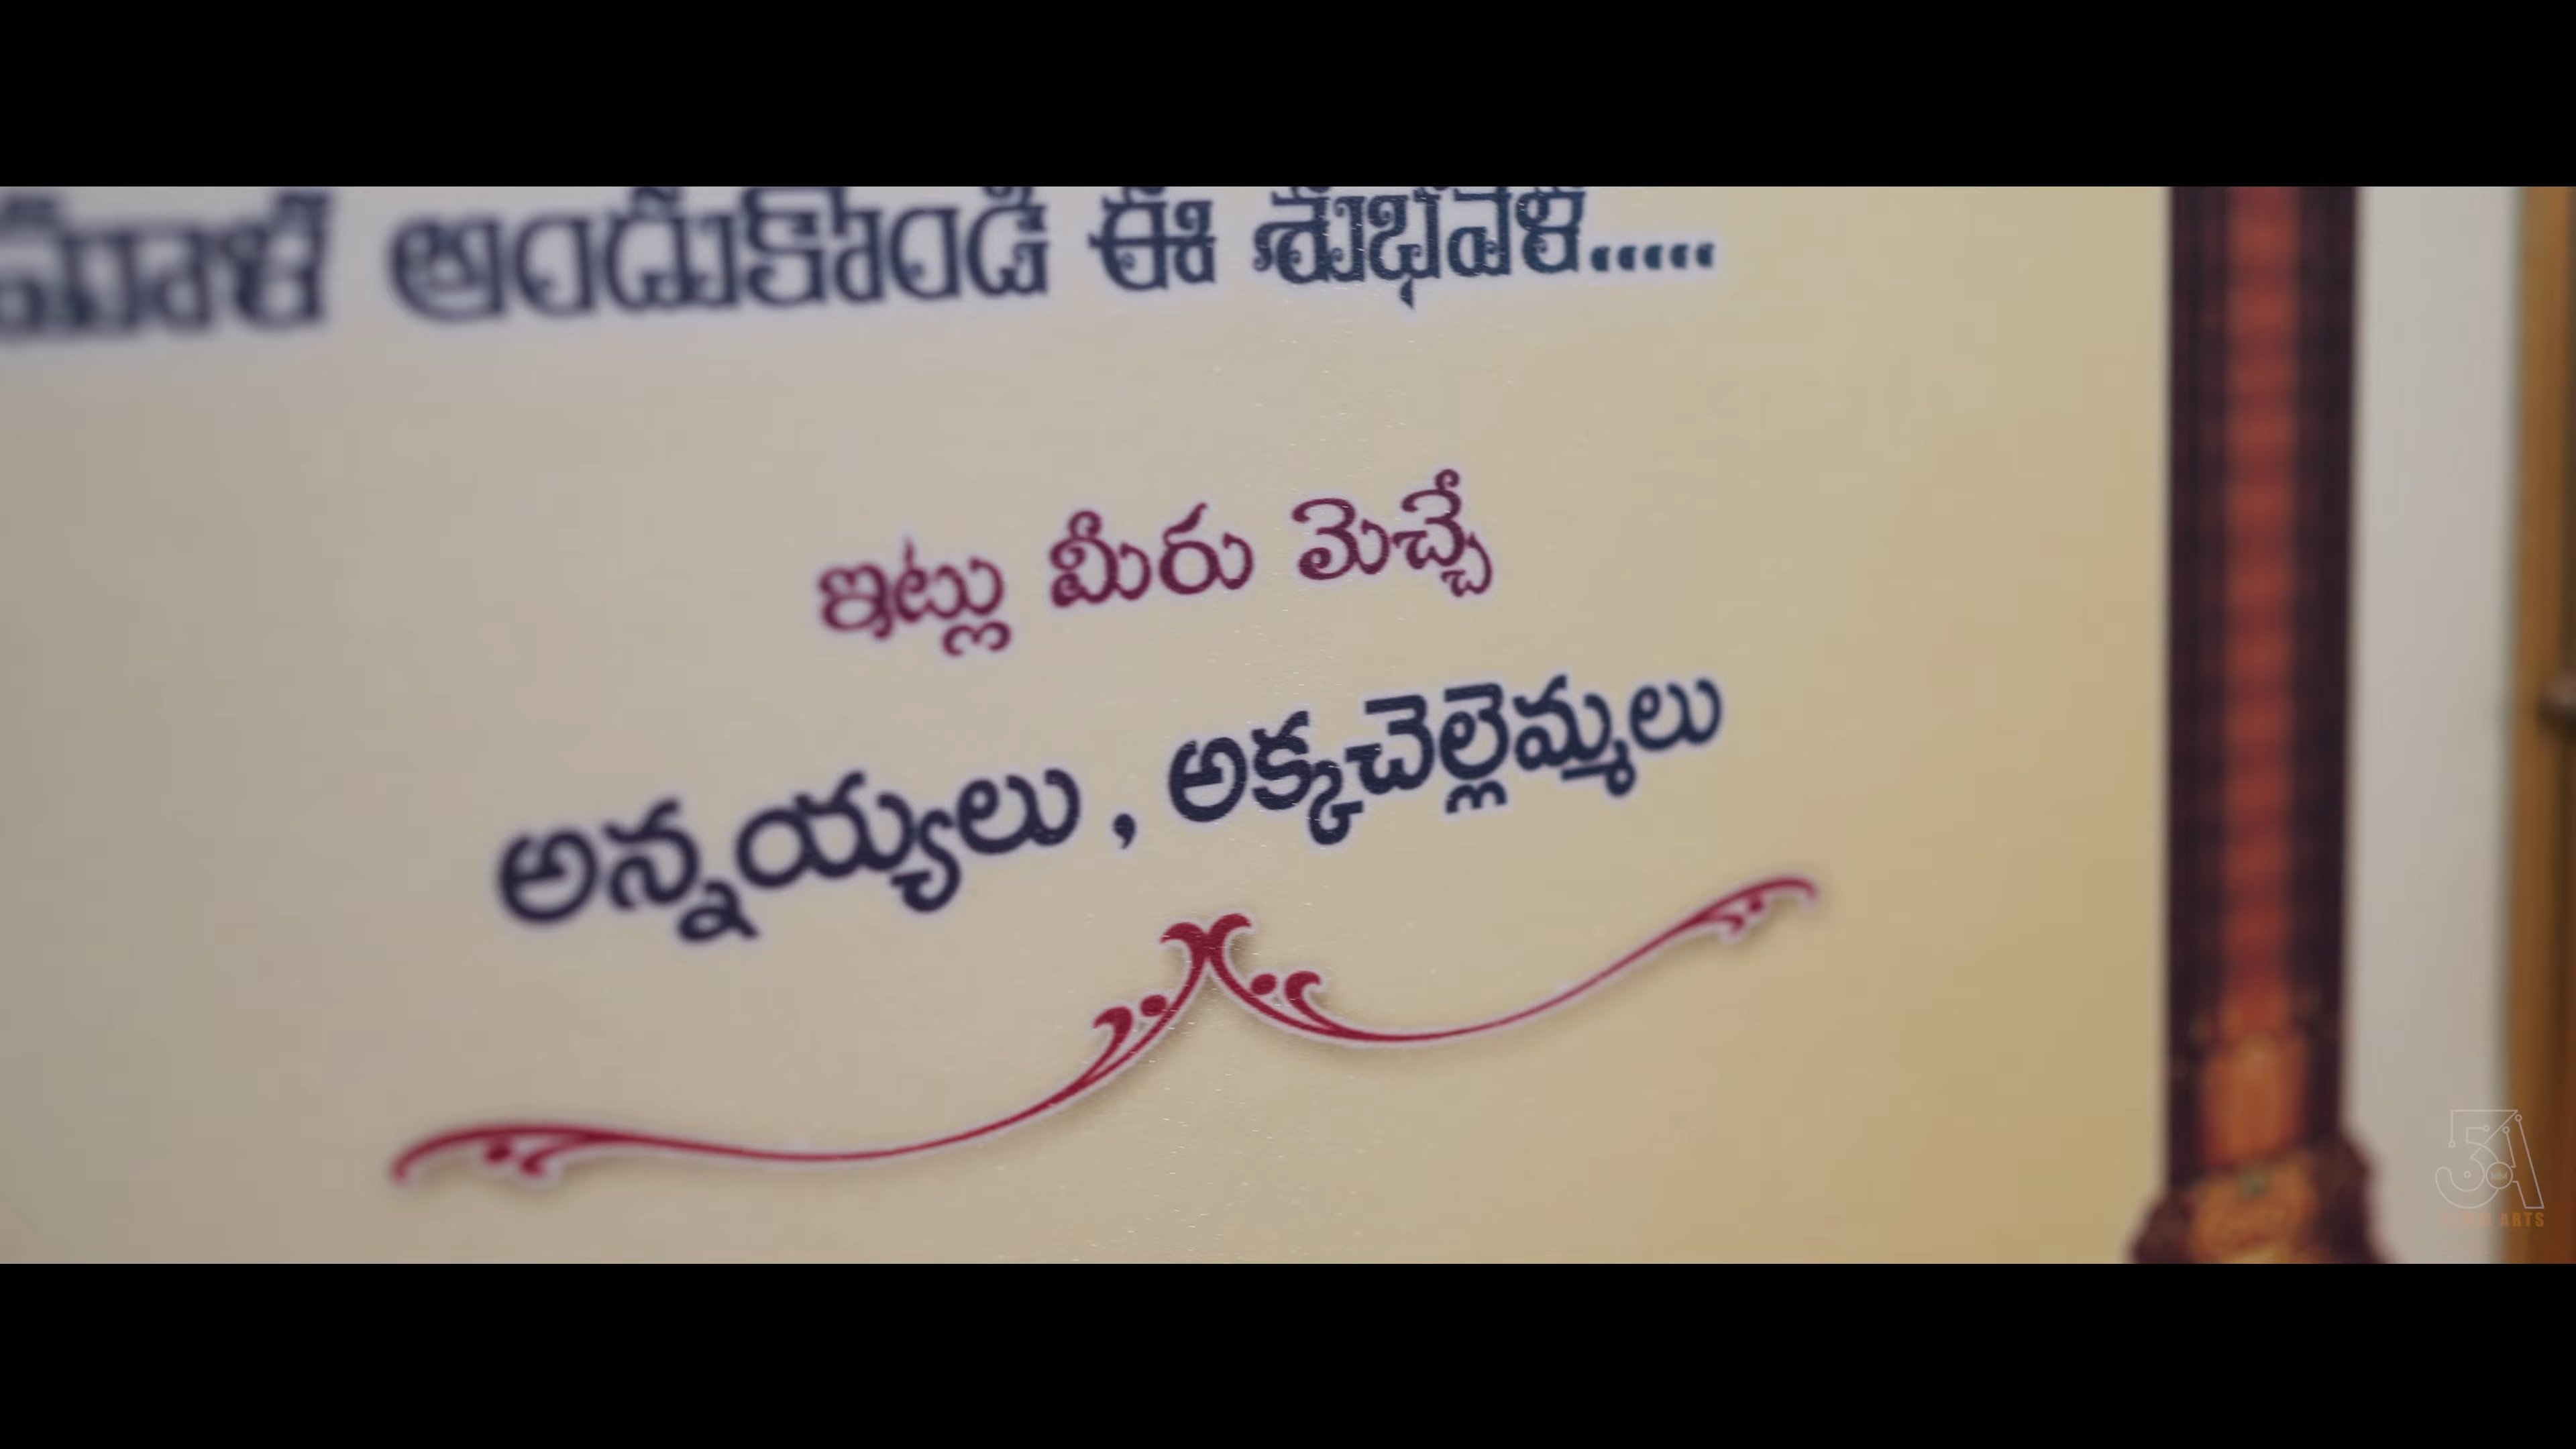 అందుకోండి ఈ శుభవేళ.....
ఇట్లు మీరు మెచ్చే
అన్నయ్యలు , అక్కచెల్లెమ్మలు